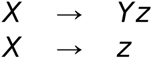 X → Yz
X → z